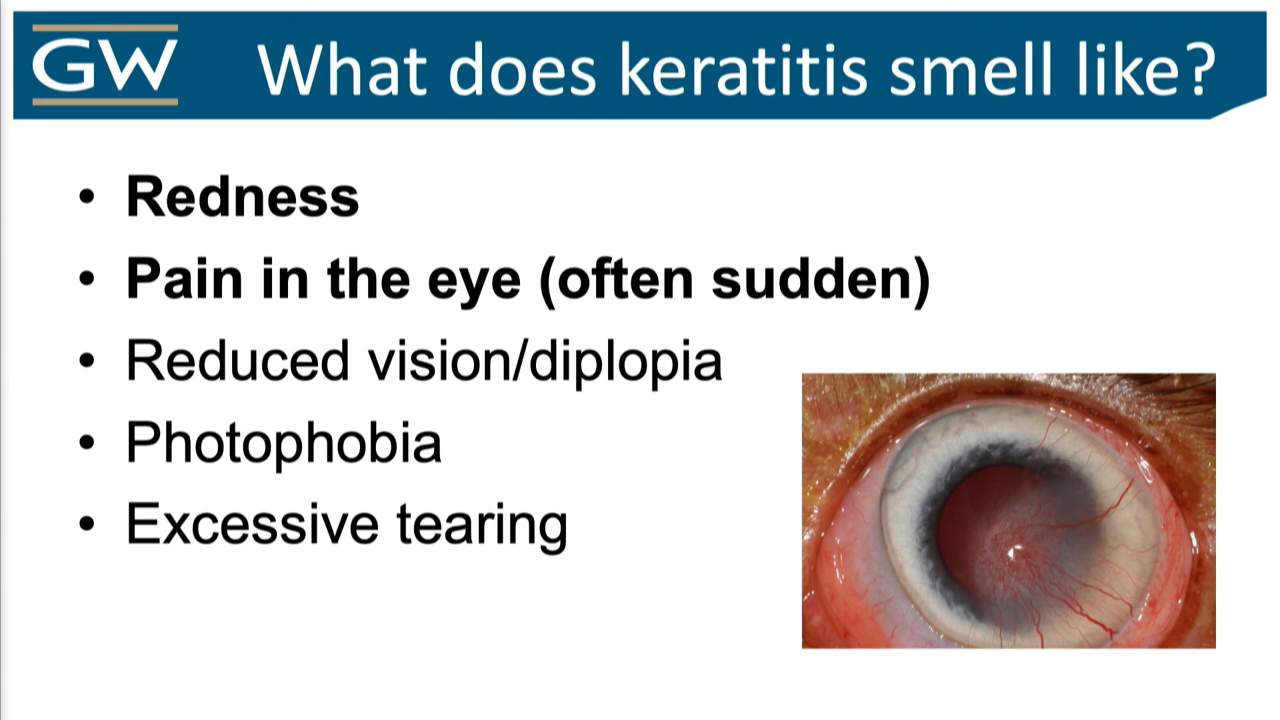 GW
What does keratitis smell like?
• Redness
• Pain in the eye (often sudden)
• Reduced vision/diplopia
• Photophobia
• Excessive tearing